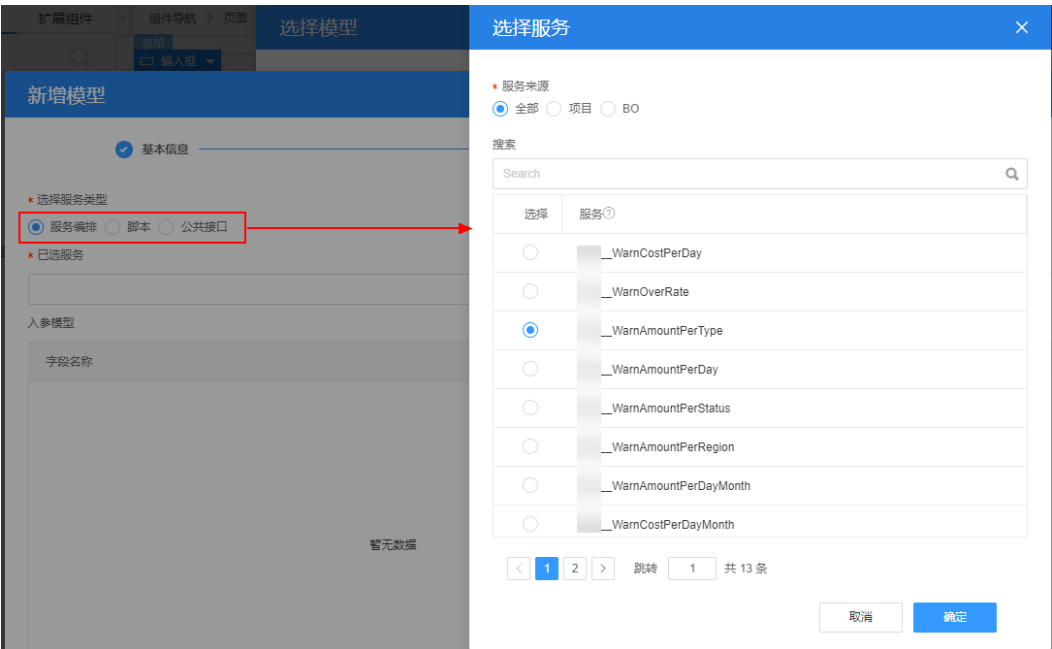 扩展组件
组件导航 > 页面
表单
输入框
选择模型
新增模型
基本信息
* 选择服务类型
服务编排 脚本 公共接口
* 已选服务
入参模型
字段名称
暂无数据
选择服务
* 服务来源
全部 项目 BO
搜索
Search
选择 服务
__WarnCostPerDay
__WarnOverRate
__WarnAmountPerType
__WarnAmountPerDay
__WarnAmountPerStatus
__WarnAmountPerRegion
__WarnAmountPerDayMonth
__WarnCostPerDayMonth
< 1 2 > 跳转 1 共 13 条
取消 确定